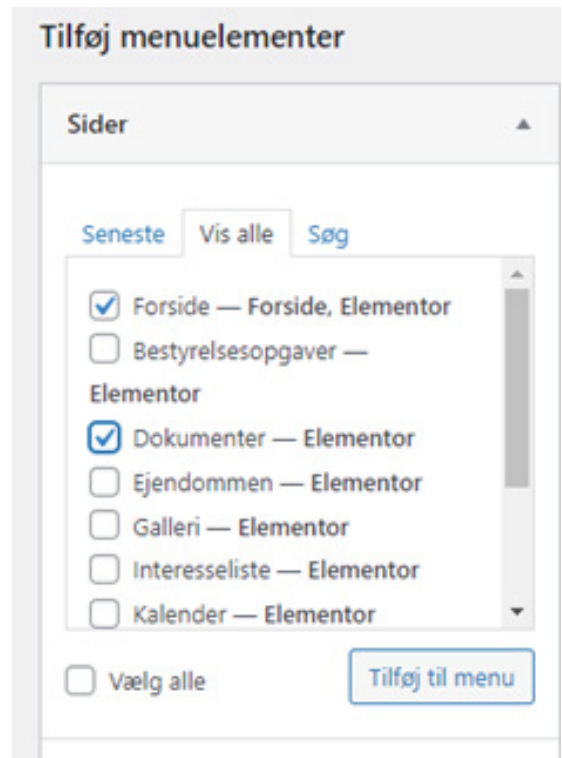 Tilføj menuelementer
Sider
Seneste Vis alle Søg
Forside — Forside, Elementor
Bestyrelsesopgaver —
Elementor
Dokumenter — Elementor
Ejendommen — Elementor
Galleri — Elementor
Interesseliste — Elementor
Kalender — Elementor
Vælg alle Tilføj til menu